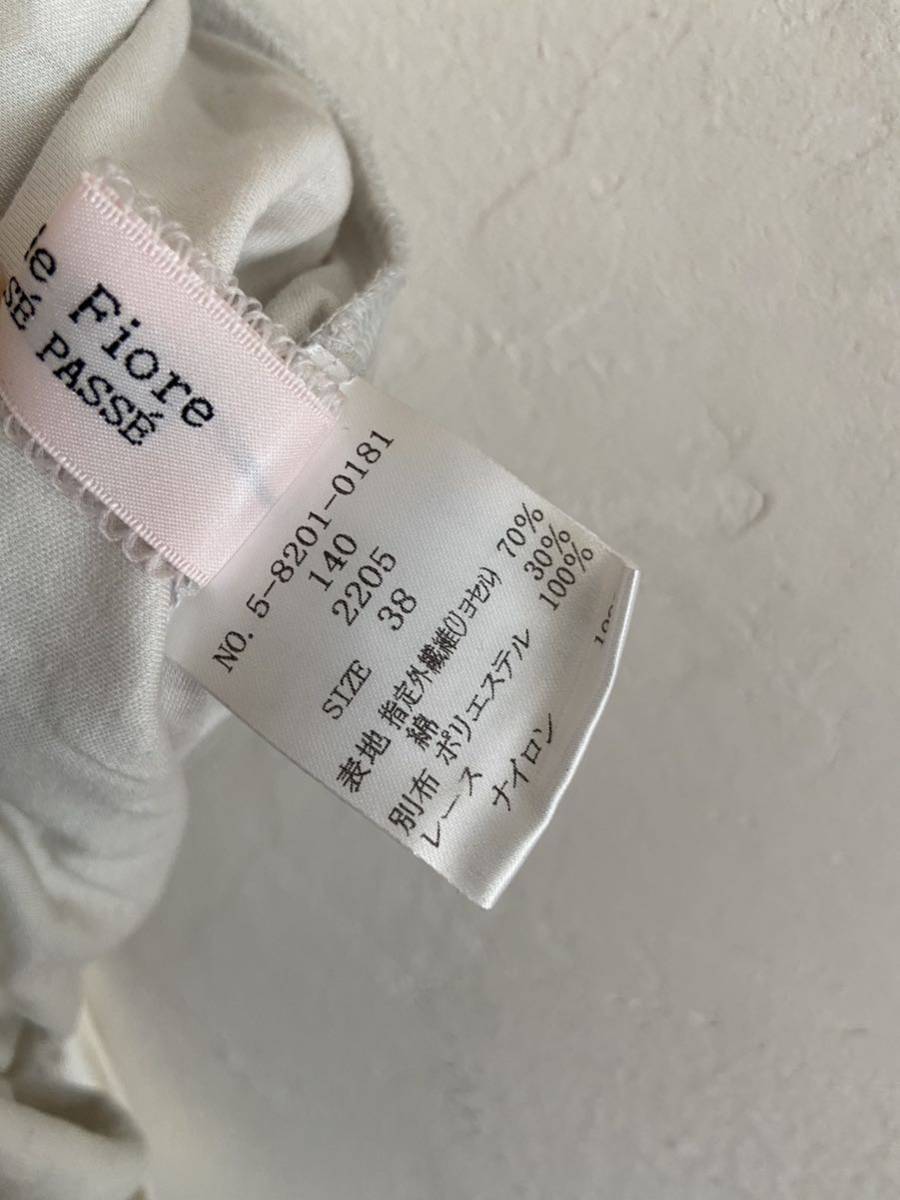 le Fiore
SÉ PASSÉ
NO. 5-8201-0181
140
2205
SIZE 38
表地 指定外繊維(リヨセル) 70%
綿 30%
別布 ポリエステル 100%
レース ナイロン